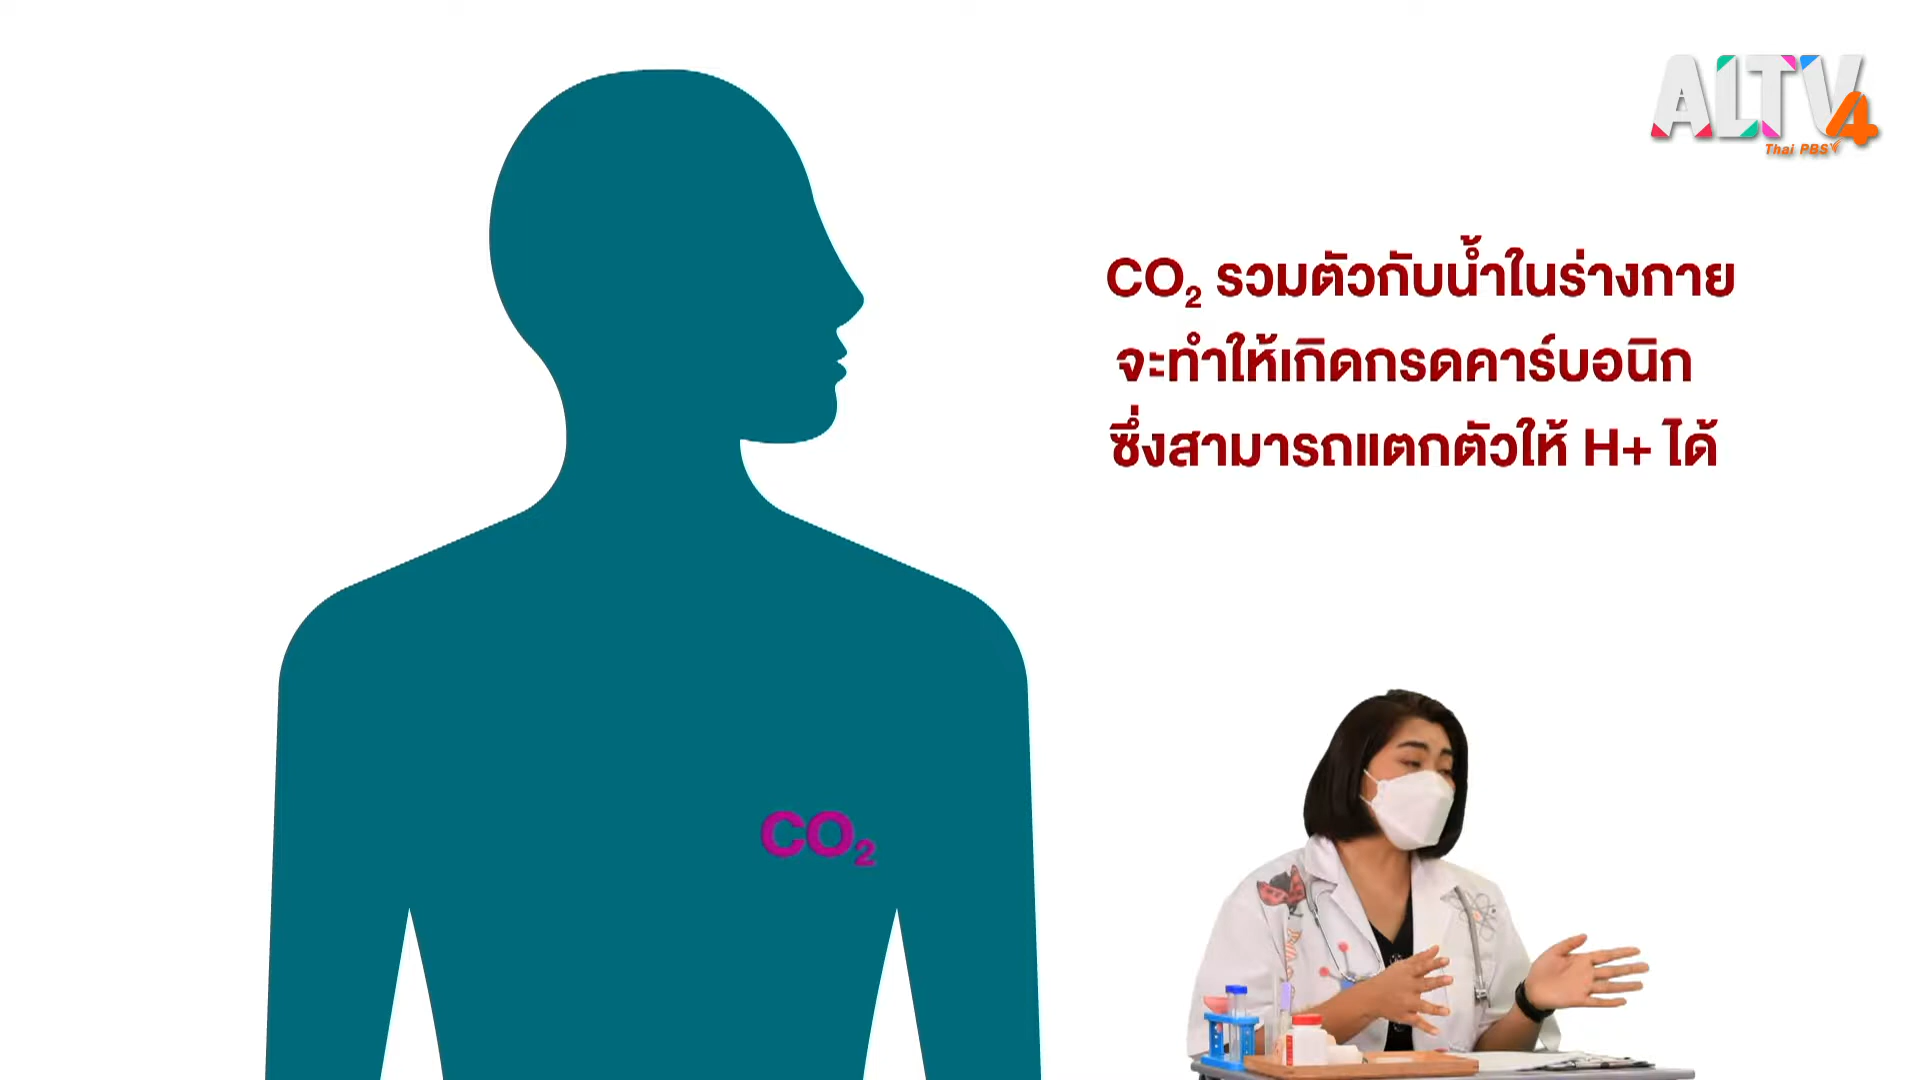 ALTV4
Thai PBS
CO₂ รวมตัวกับน้ำในร่างกาย
จะทำให้เกิดกรดคาร์บอนิก
ซึ่งสามารถแตกตัวให้ H+ ได้
CO₂